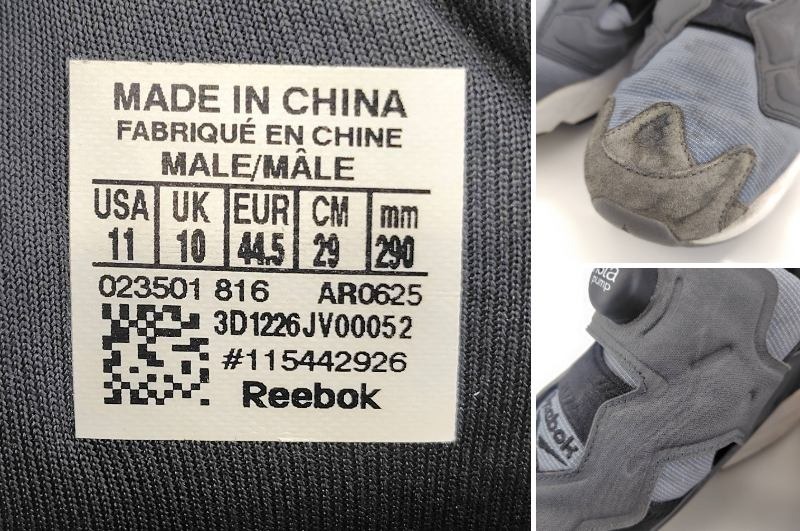 MADE IN CHINA
FABRIQUÉ EN CHINE
MALE/MÂLE
USA UK EUR CM mm
11 10 44.5 29 290
023501 816 AR0625
3D1226JV00052
#115442926
Reebok
pump
Reebok